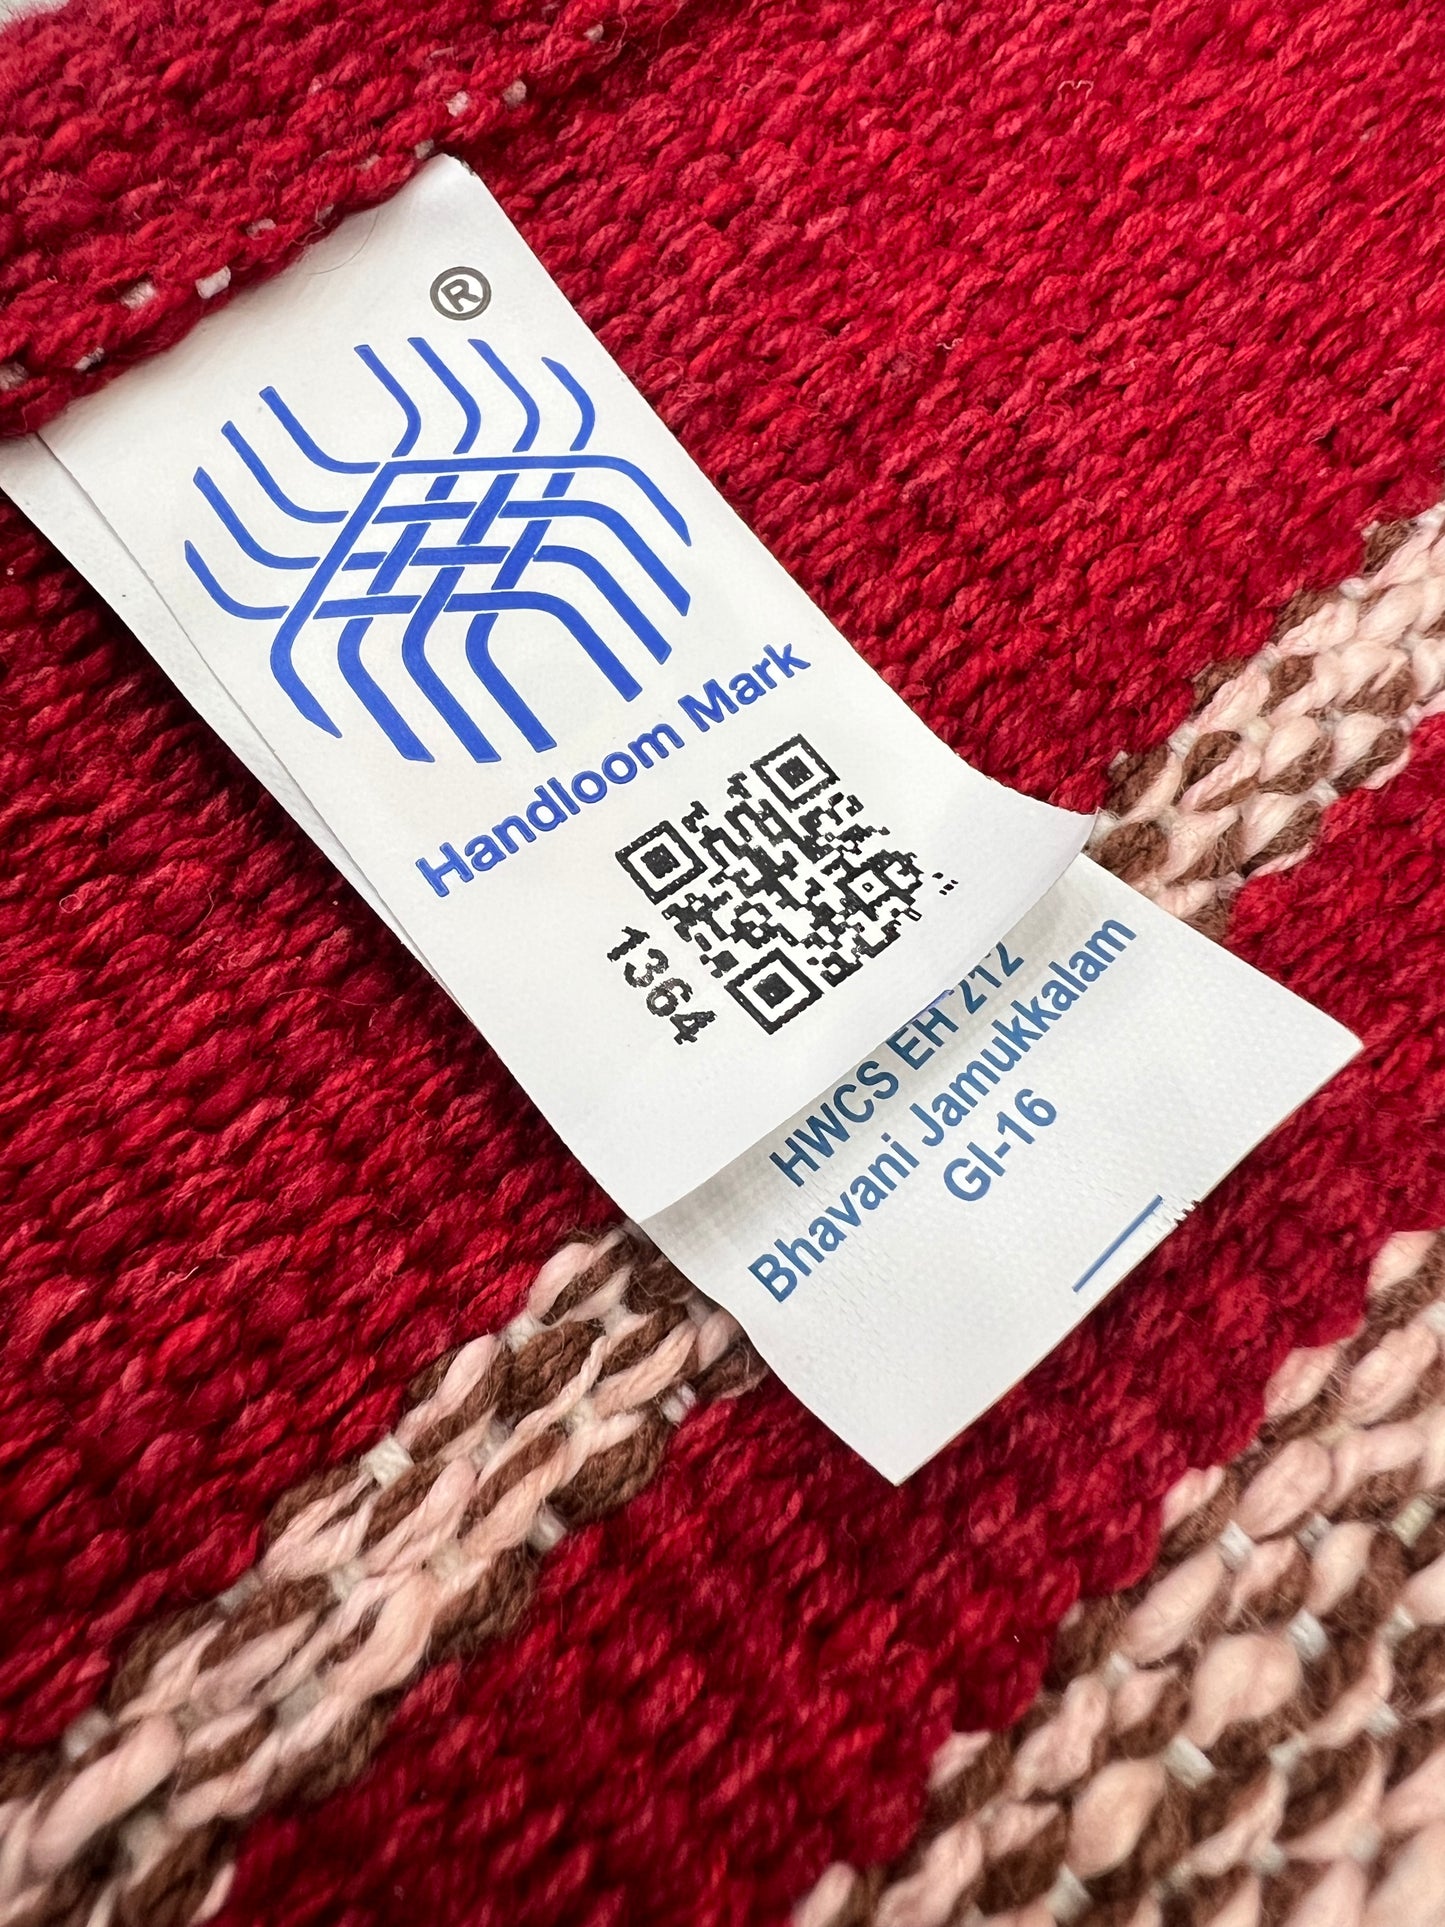 ®
Handloom Mark
1364
HWCS EH 212
Bhavani Jamukkalam
GI-16